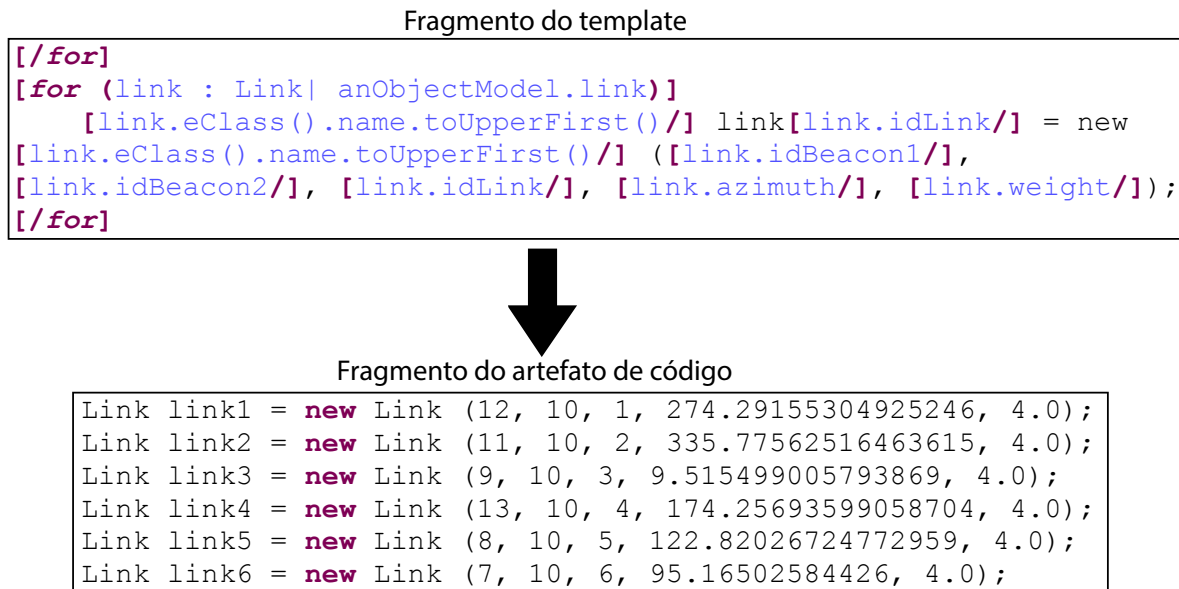 Fragmento do template
[/for]
[for (link : Link| anObjectModel.link)]
[link.eClass().name.toUpperFirst()/] link[link.idLink/] = new
[link.eClass().name.toUpperFirst()/] ([link.idBeacon1/],
[link.idBeacon2/], [link.idLink/], [link.azimuth/], [link.weight/]);
[/for]
Fragmento do artefato de código
Link link1 = new Link (12, 10, 1, 274.29155304925246, 4.0);
Link link2 = new Link (11, 10, 2, 335.77562516463615, 4.0);
Link link3 = new Link (9, 10, 3, 9.515499005793869, 4.0);
Link link4 = new Link (13, 10, 4, 174.25693599058704, 4.0);
Link link5 = new Link (8, 10, 5, 122.82026724772959, 4.0);
Link link6 = new Link (7, 10, 6, 95.16502584426, 4.0);